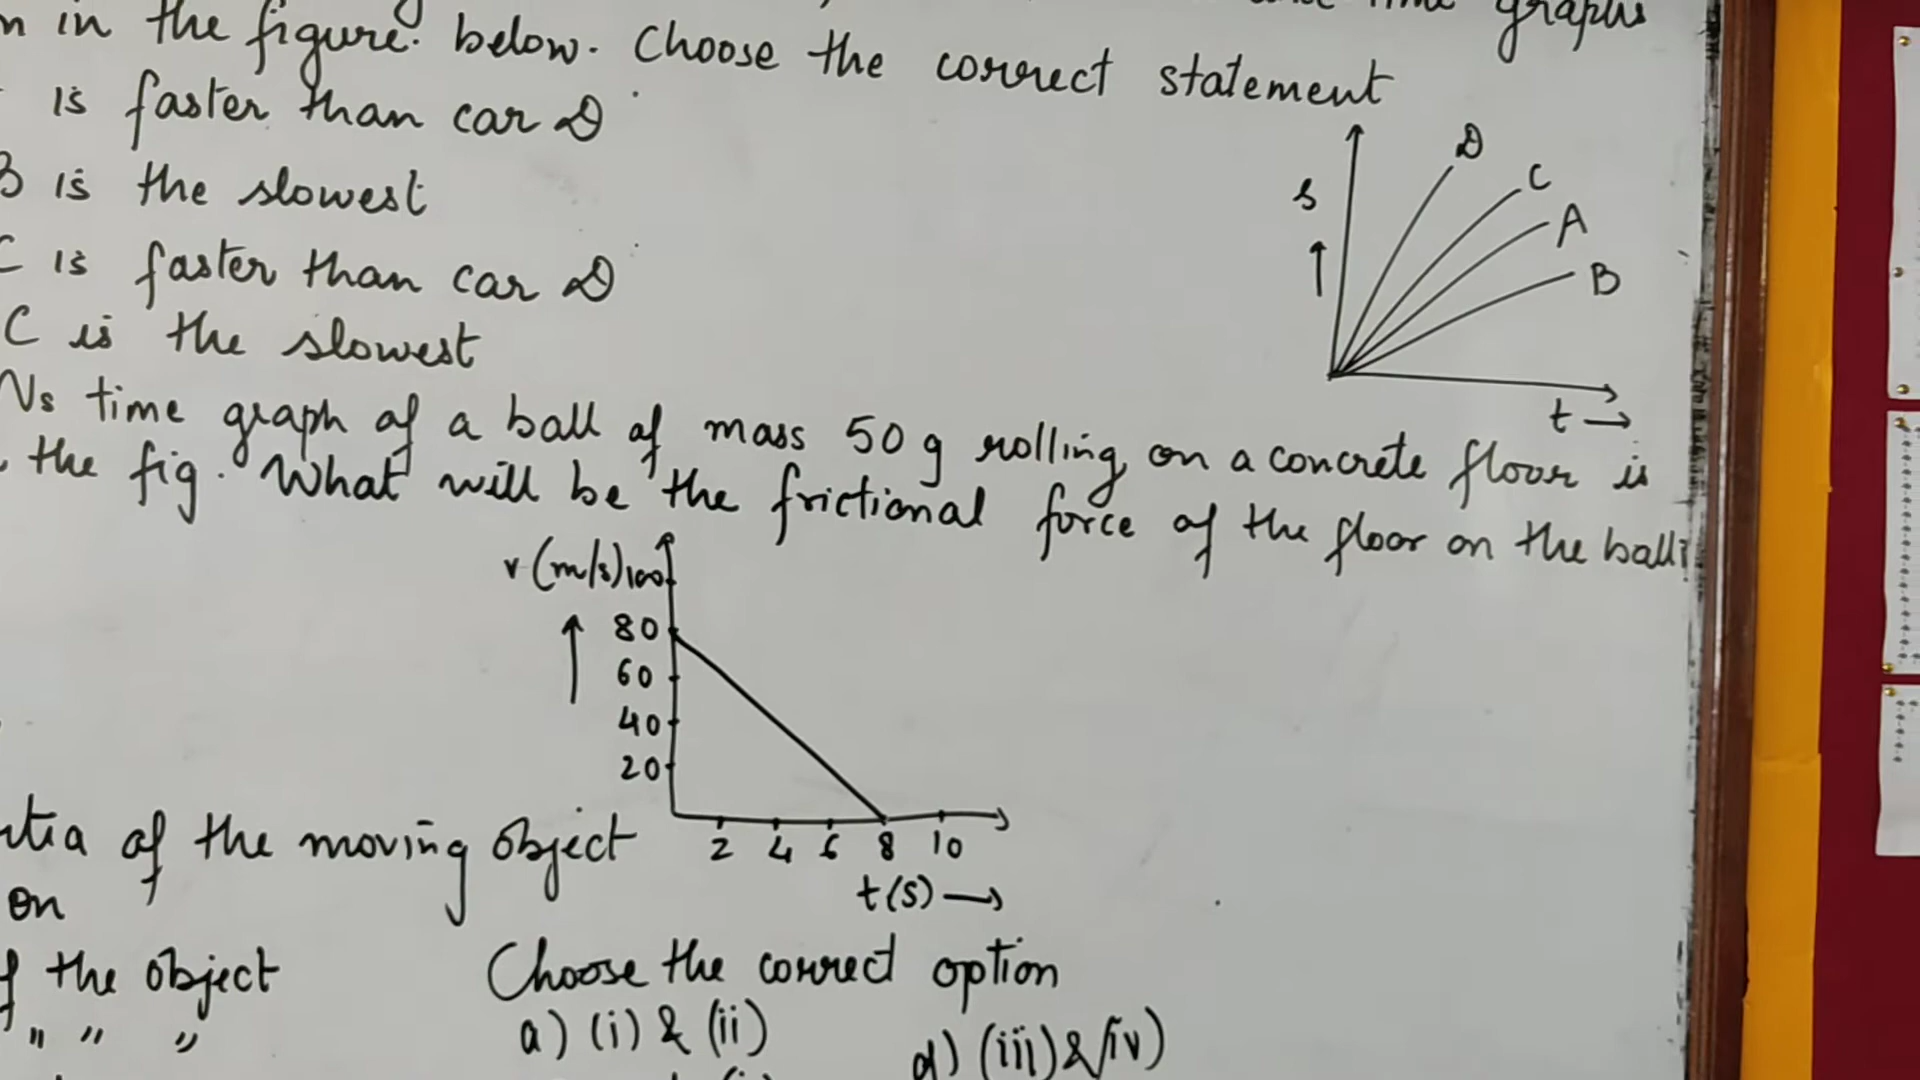 in the figure. below. Choose the correct statement
is faster than car D
B is the slowest
C is faster than car D
C is the slowest
Vs time graph of a ball of mass 50 g rolling on a concrete floor is
the fig. What will be the frictional force of the floor on the ball?
D
C
A
B
s
t
v (m/s) 100
80
60
40
20
2 4 6 8 10
t(s)
of the moving object
on
the object
" " "
Choose the correct option
a) (i) & (ii)
d) (iii) & (iv)